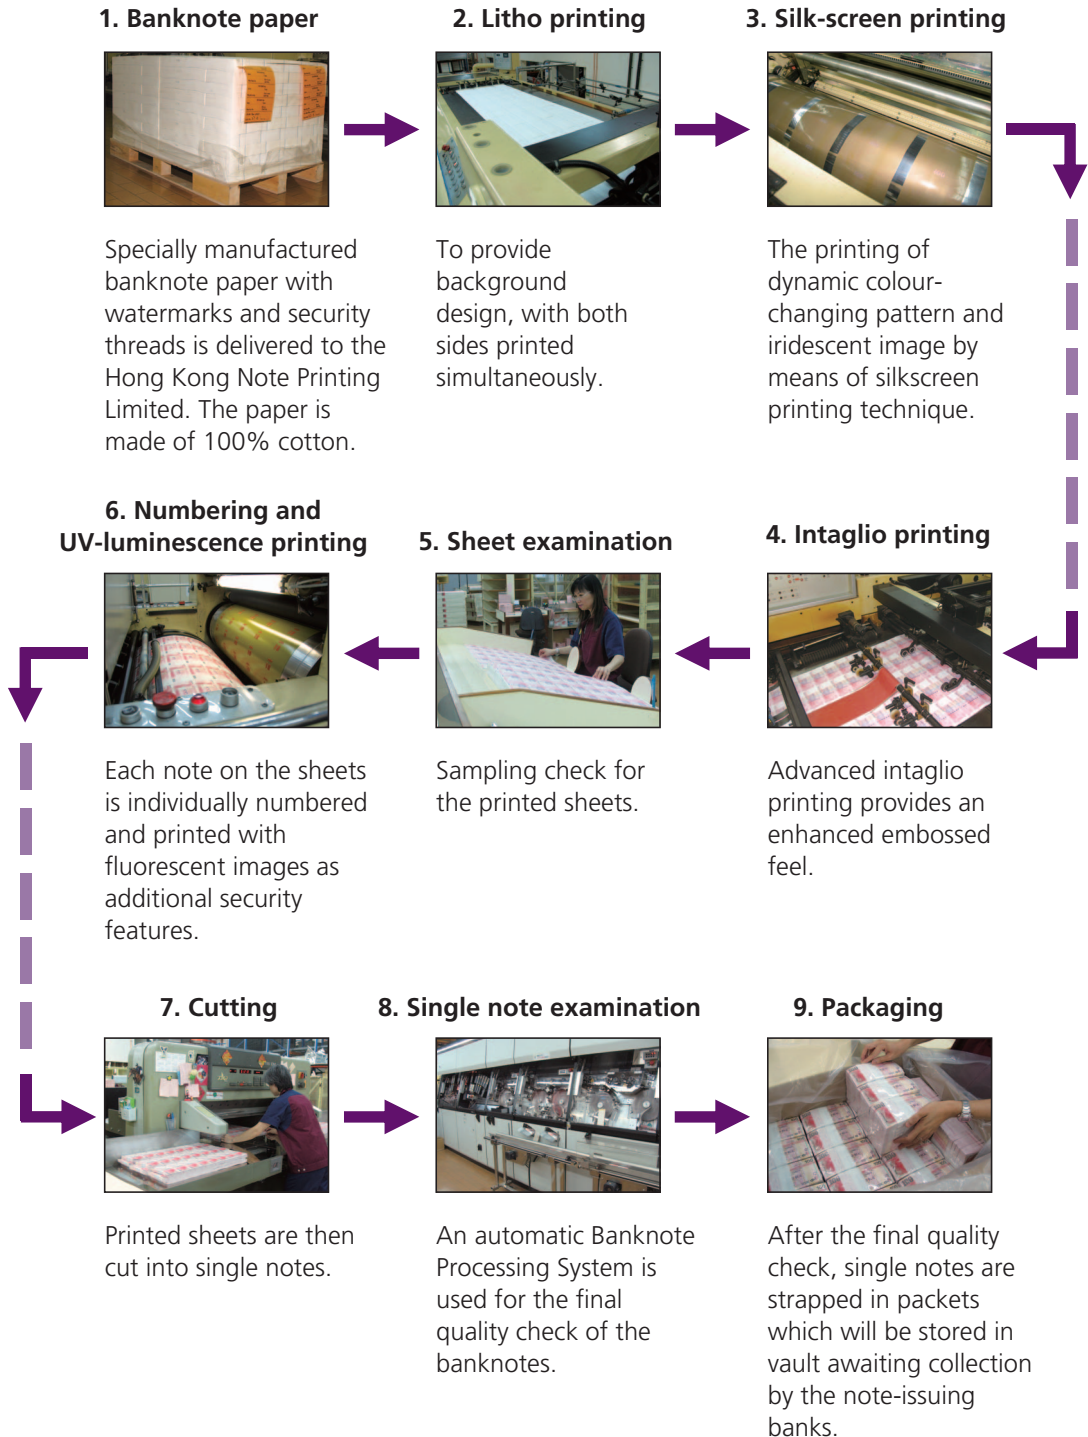 1. Banknote paper
Specially manufactured
banknote paper with
watermarks and security
threads is delivered to the
Hong Kong Note Printing
Limited. The paper is
made of 100% cotton.
2. Litho printing
To provide
background
design, with both
sides printed
simultaneously.
3. Silk-screen printing
The printing of
dynamic colour-
changing pattern and
iridescent image by
means of silkscreen
printing technique.
4. Intaglio printing
Advanced intaglio
printing provides an
enhanced embossed
feel.
5. Sheet examination
Sampling check for
the printed sheets.
6. Numbering and
UV-luminescence printing
Each note on the sheets
is individually numbered
and printed with
fluorescent images as
additional security
features.
7. Cutting
Printed sheets are then
cut into single notes.
8. Single note examination
An automatic Banknote
Processing System is
used for the final
quality check of the
banknotes.
9. Packaging
After the final quality
check, single notes are
strapped in packets
which will be stored in
vault awaiting collection
by the note-issuing
banks.